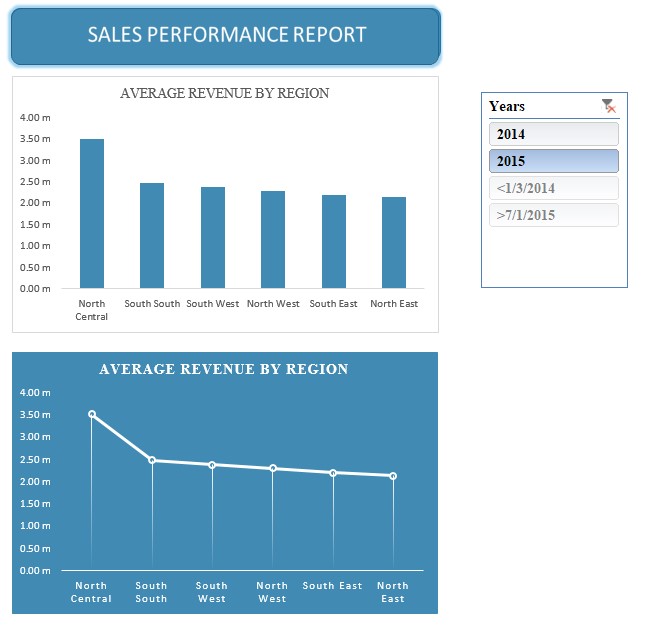 SALES PERFORMANCE REPORT
AVERAGE REVENUE BY REGION
4.00 m
3.50 m
3.00 m
2.50 m
2.00 m
1.50 m
1.00 m
0.50 m
0.00 m
North Central
South South
South West
North West
South East
North East
Years
2014
2015
<1/3/2014
>7/1/2015
AVERAGE REVENUE BY REGION
4.00 m
3.50 m
3.00 m
2.50 m
2.00 m
1.50 m
1.00 m
0.50 m
0.00 m
North Central
South South
South West
North West
South East
North East